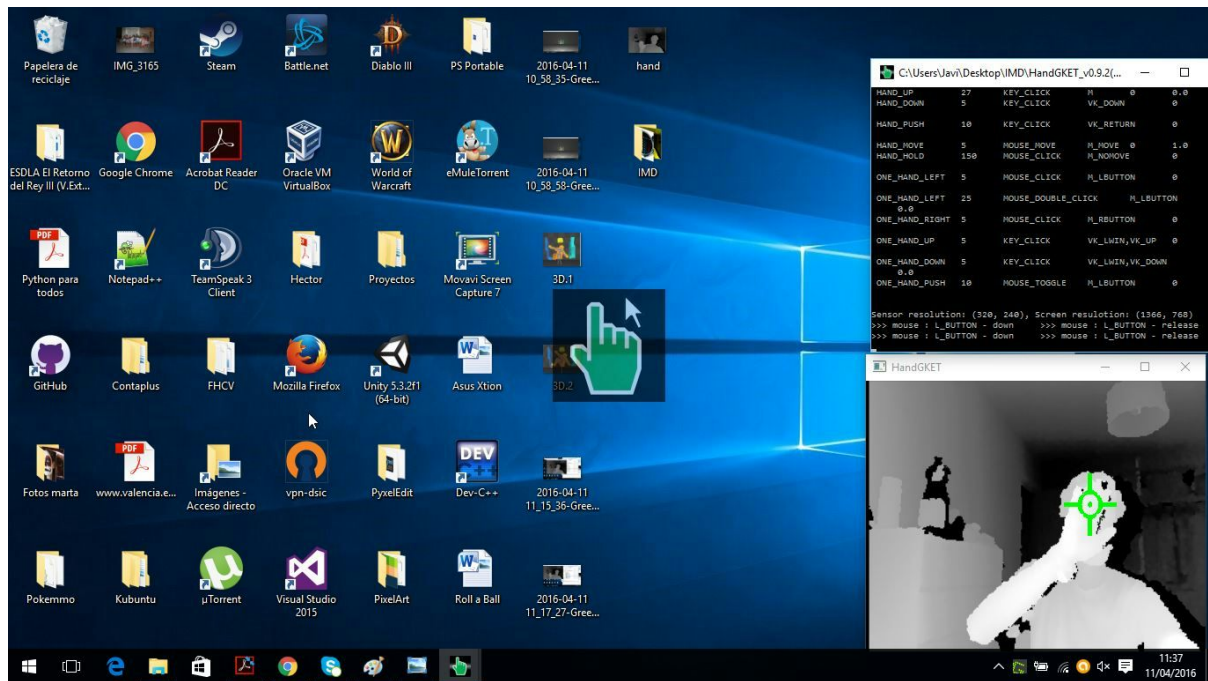 Papelera de
reciclaje
IMG_3165
Steam
Battle.net
Diablo III
PS Portable
2016-04-11
10_58_35-Gree...
hand
ESDLA El Retorno
del Rey III (V.Ext...
Google Chrome
Acrobat Reader
DC
Oracle VM
VirtualBox
World of
Warcraft
eMuleTorrent
2016-04-11
10_58_58-Gree...
IMD
PDF
Python para
todos
Notepad++
TeamSpeak 3
Client
Hector
Proyectos
Movavi Screen
Capture 7
3D.1
GitHub
Contaplus
FHCV
Mozilla Firefox
Unity 5.3.2f1
(64-bit)
Asus Xtion
3D.2
Fotos marta
PDF
www.valencia.e...
Imágenes -
Acceso directo
vpn-dsic
PyxelEdit
DEV
C++
Dev-C++
2016-04-11
11_15_36-Gree...
Pokemmo
Kubuntu
µTorrent
Visual Studio
2015
PixelArt
Roll a Ball
2016-04-11
11_17_27-Gree...
C:\Users\Javi\Desktop\IMD\HandGKET_v0.9.2(...
HAND_UP 27 KEY_CLICK M 0 0.0
HAND_DOWN 5 KEY_CLICK VK_DOWN 0
HAND_PUSH 10 KEY_CLICK VK_RETURN 0
HAND_MOVE 5 MOUSE_MOVE M_MOVE 0 1.0
HAND_HOLD 150 MOUSE_CLICK M_NOMOVE 0
ONE_HAND_LEFT 5 MOUSE_CLICK M_LBUTTON 0
ONE_HAND_LEFT 25 MOUSE_DOUBLE_CLICK M_LBUTTON
0.0
ONE_HAND_RIGHT 5 MOUSE_CLICK M_RBUTTON 0
ONE_HAND_UP 5 KEY_CLICK VK_LWIN,VK_UP 0
ONE_HAND_DOWN 5 KEY_CLICK VK_LWIN,VK_DOWN
0.0
ONE_HAND_PUSH 10 MOUSE_TOGGLE M_LBUTTON 0
Sensor resolution: (320, 240), Screen resulotion: (1366, 768)
>>> mouse : L_BUTTON - down >>> mouse : L_BUTTON - release
>>> mouse : L_BUTTON - down >>> mouse : L_BUTTON - release
HandGKET
11:37
11/04/2016